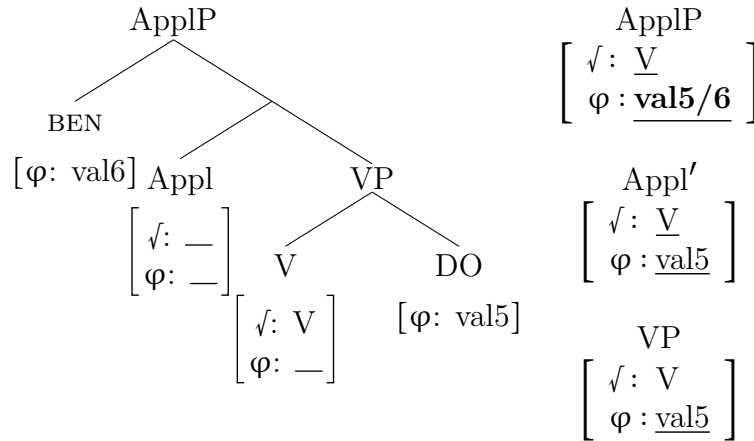 ApplP
BEN
[φ: val6]
Appl
[√: __
φ: __]
VP
V
[√: V
φ: __]
DO
[φ: val5]
ApplP
[√: V
φ: val5/6]
Appl′
[√: V
φ: val5]
VP
[√: V
φ: val5]